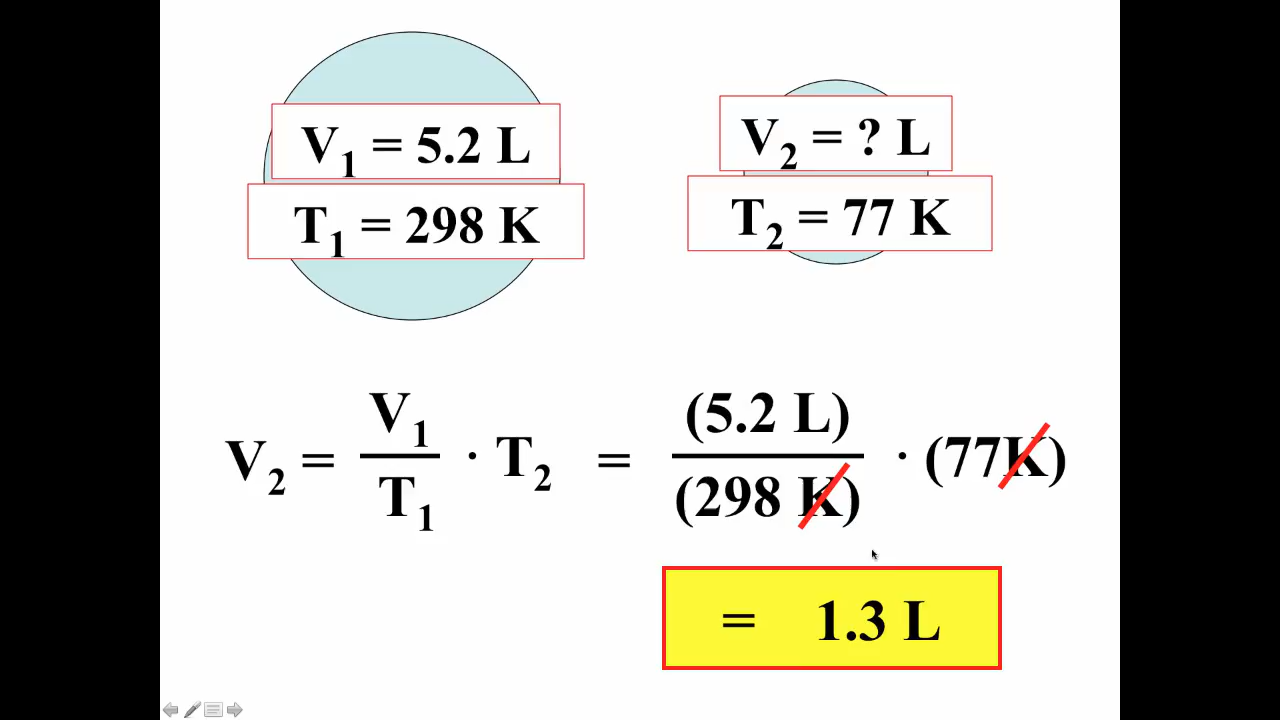 V₁ = 5.2 L
T₁ = 298 K
V₂ = ? L
T₂ = 77 K
V₂ = V₁ / T₁ · T₂ = (5.2 L) / (298 K) · (77K)
= 1.3 L